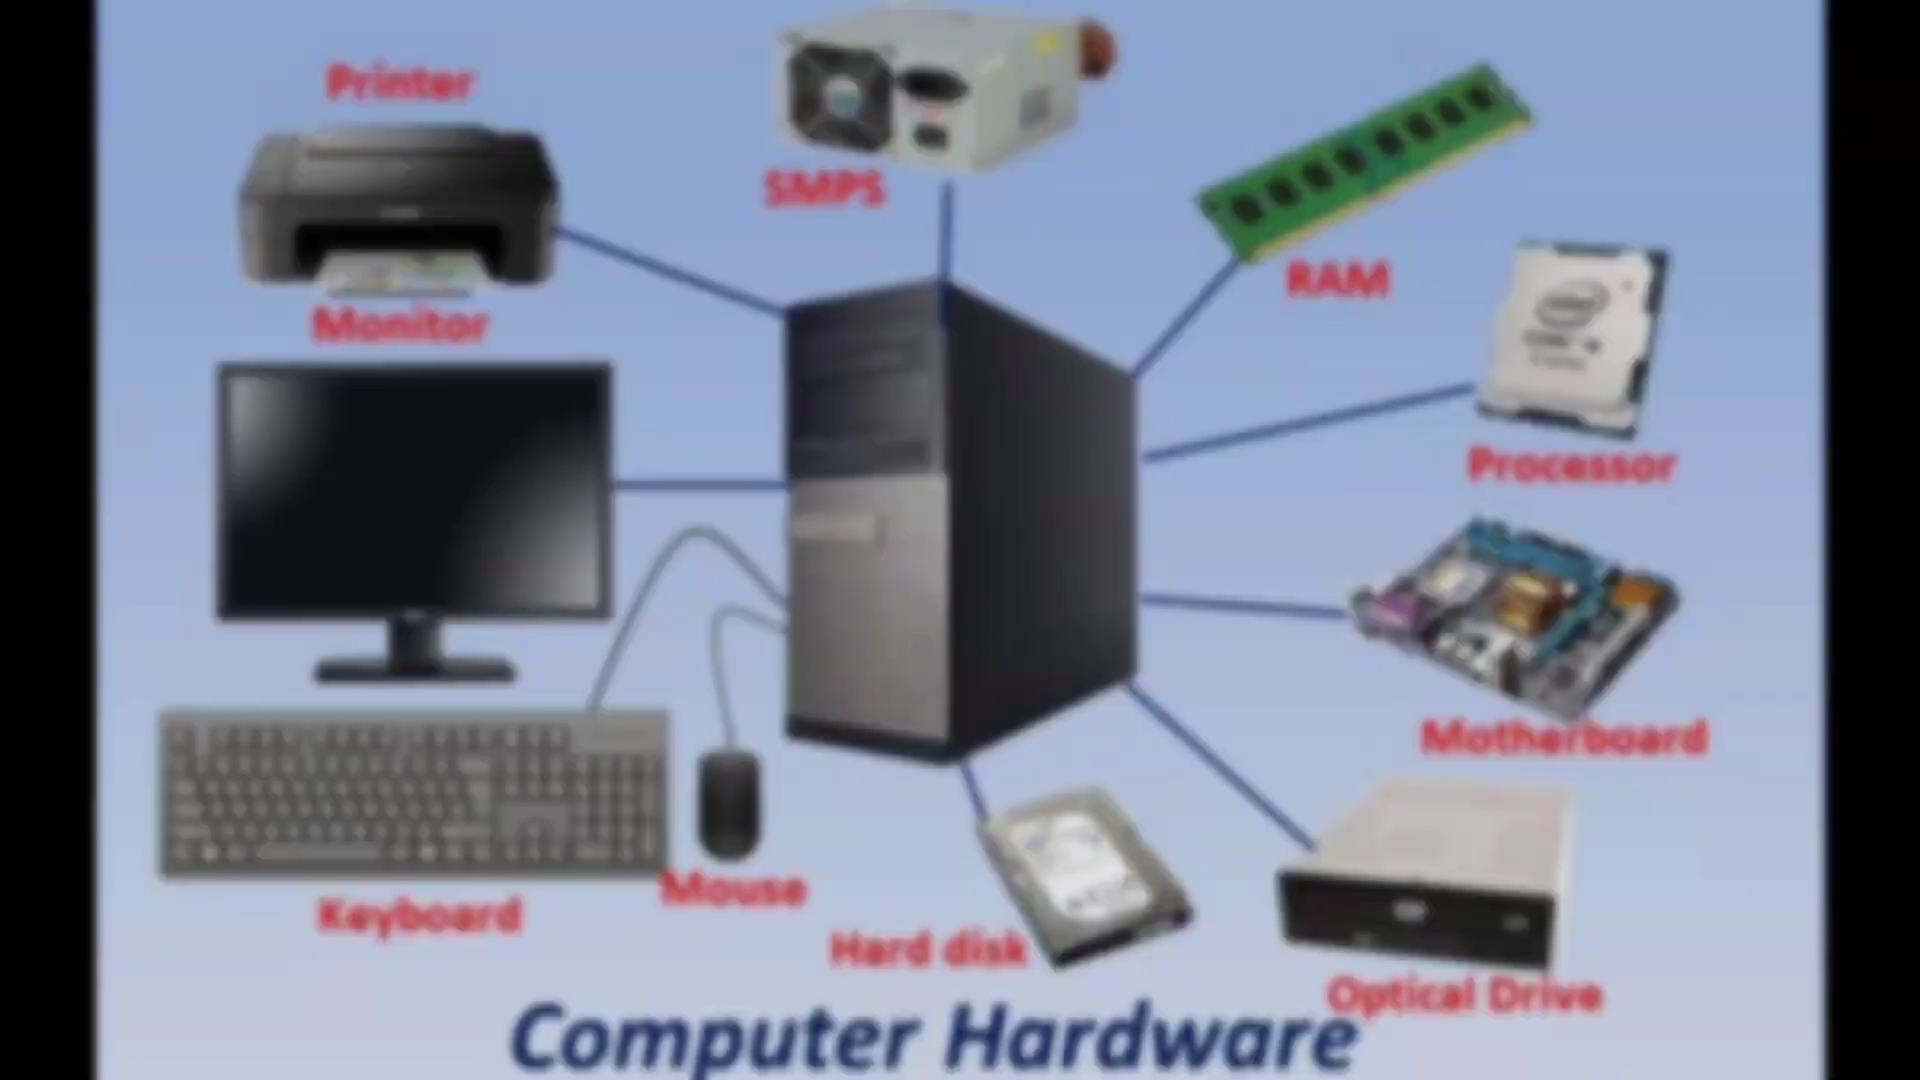 Printer
SMPS
RAM
Monitor
Processor
Motherboard
Keyboard
Mouse
Hard disk
Optical Drive
Computer Hardware